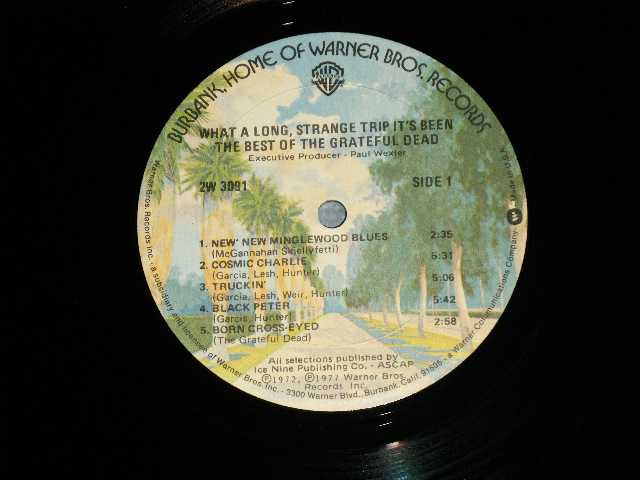 BURBANK, HOME OF WARNER BROS. RECORDS
WHAT A LONG, STRANGE TRIP IT'S BEEN
THE BEST OF THE GRATEFUL DEAD
Executive Producer - Paul Wexler
2W 3091
SIDE 1
1. NEW' NEW MINGLEWOOD BLUES 2:35
(McGannahan Skjellyfetti)
2. COSMIC CHARLIE 5:31
(Garcia, Lesh, Hunter)
3. TRUCKIN' 5:06
(Garcia, Lesh, Weir, Hunter)
4. BLACK PETER 5:42
(Garcia, Hunter)
5. BORN CROSS-EYED 2:58
(The Grateful Dead)
All selections published by
Ice Nine Publishing Co. - ASCAP
Ⓟ1972, Ⓟ1977 Warner Bros.
Records Inc.
Warner Bros. Records Inc. - a subsidiary and licensee of Warner Bros. Inc. - 3300 Warner Blvd., Burbank, Calif. 91505 - a Warner Communications Company
Made in U.S.A.